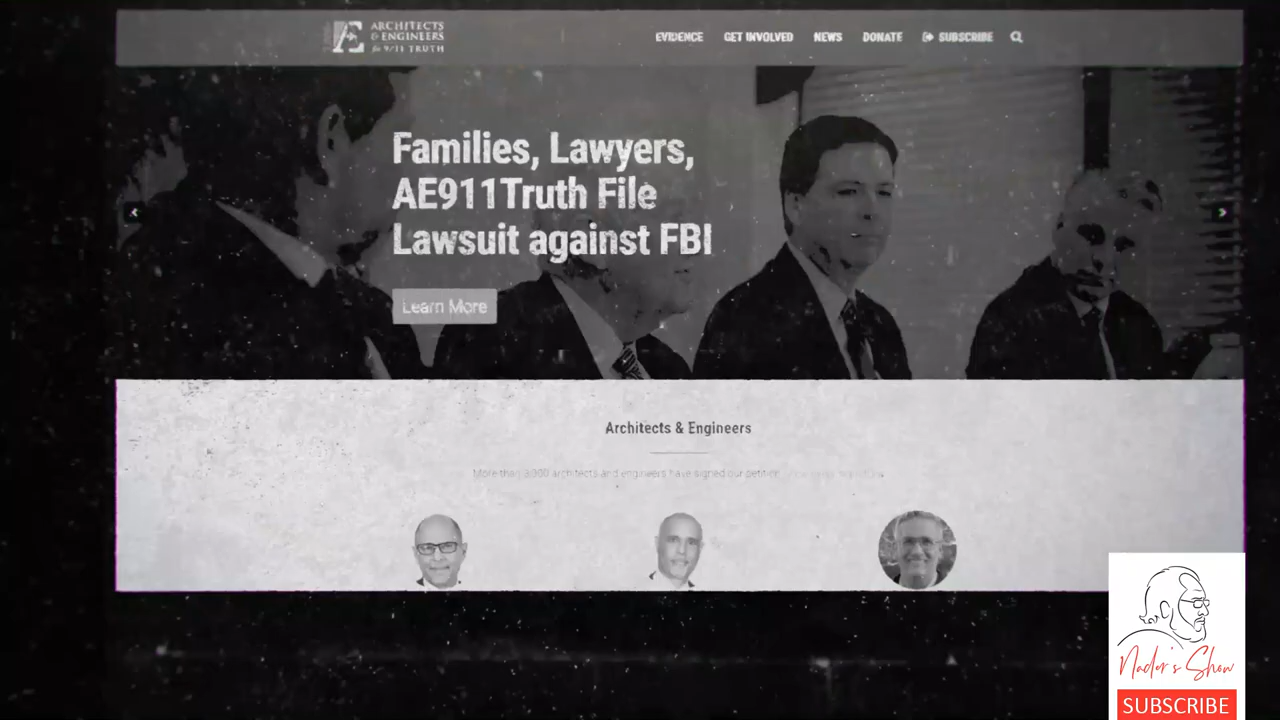 ARCHITECTS
& ENGINEERS
for 9/11 TRUTH
EVIDENCE
GET INVOLVED
NEWS
DONATE
SUBSCRIBE
Families, Lawyers,
AE911Truth File
Lawsuit against FBI
Learn More
Architects & Engineers
More than 3,000 architects and engineers have signed our petition
Nader's Show
SUBSCRIBE